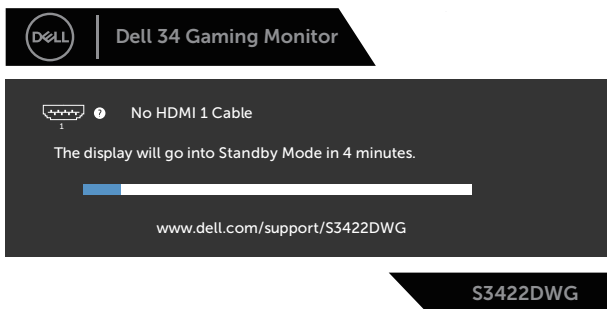 DELL
Dell 34 Gaming Monitor
? No HDMI 1 Cable
1
The display will go into Standby Mode in 4 minutes.
www.dell.com/support/S3422DWG
S3422DWG